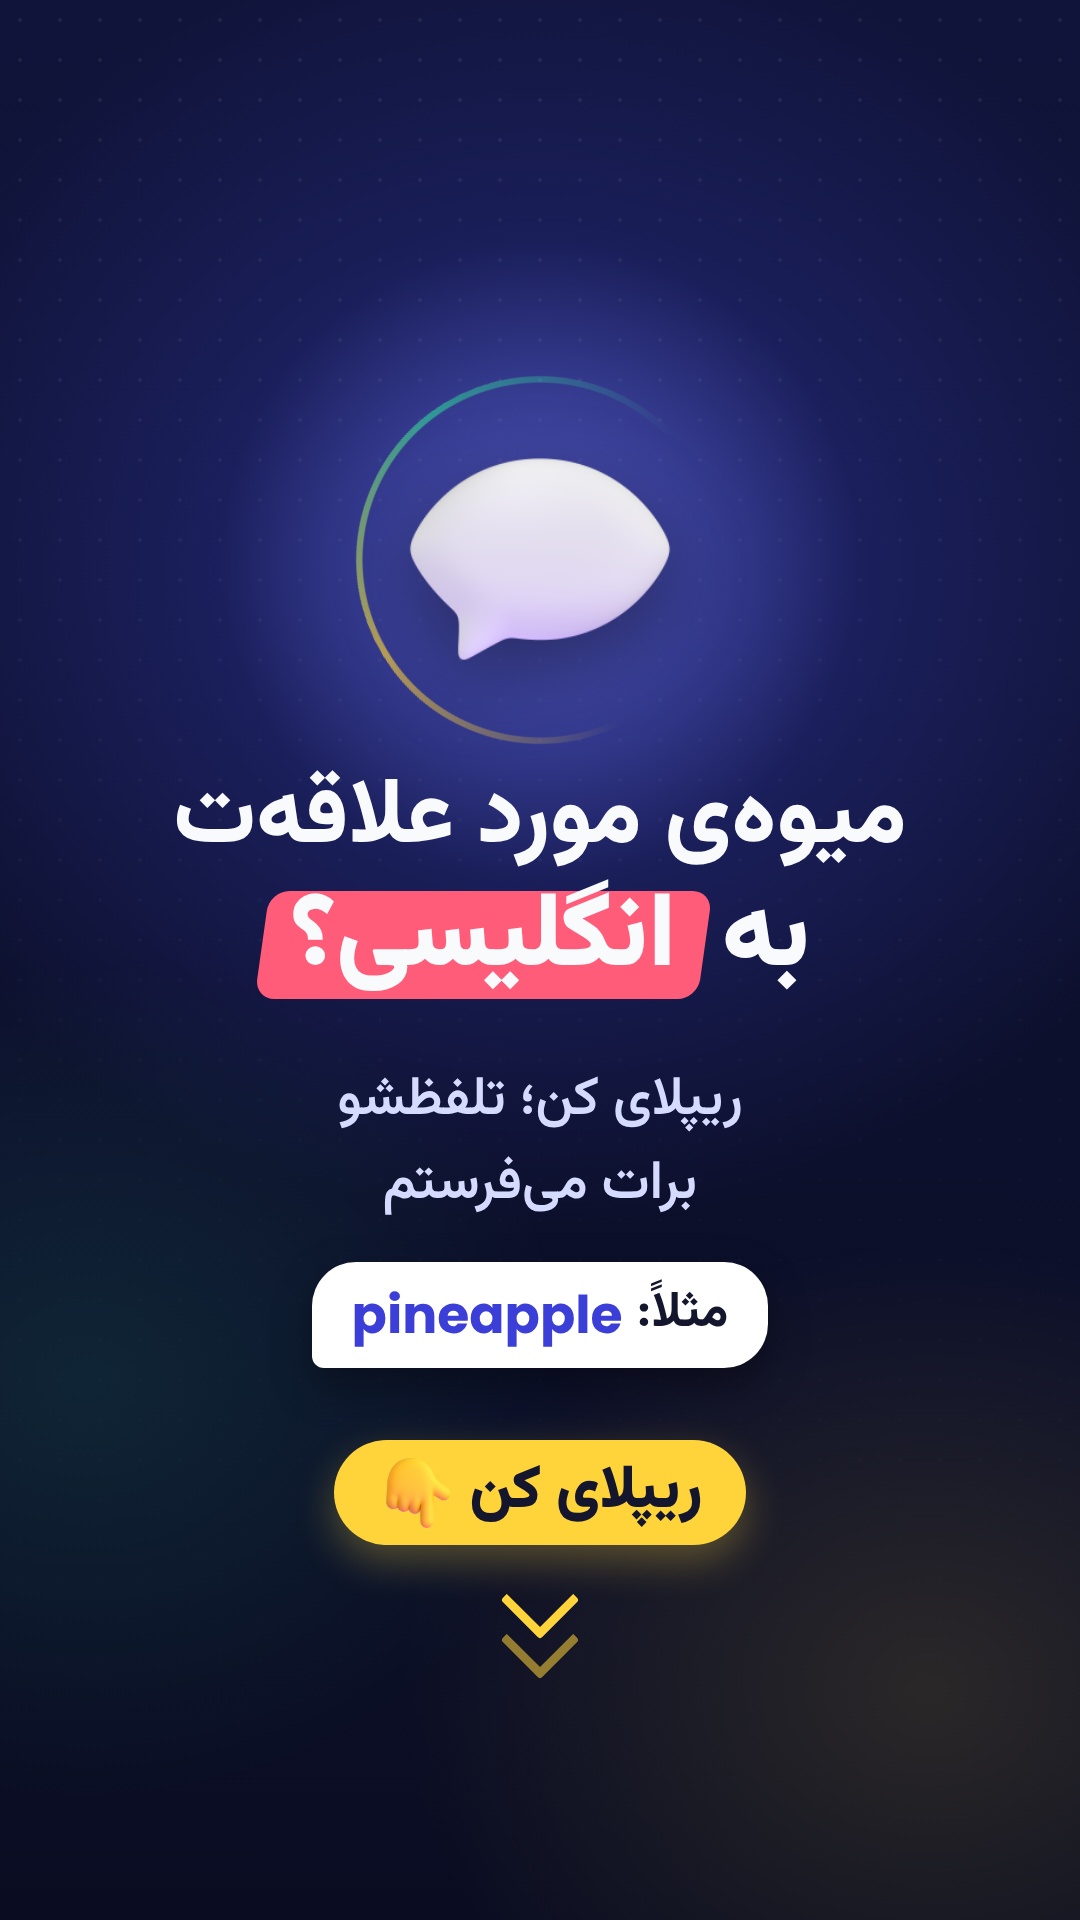 میوه‌ی مورد علاقه‌ت
به انگلیسی؟
ریپلای کن؛ تلفظشو
برات می‌فرستم
مثلاً: pineapple
ریپلای کن 👇